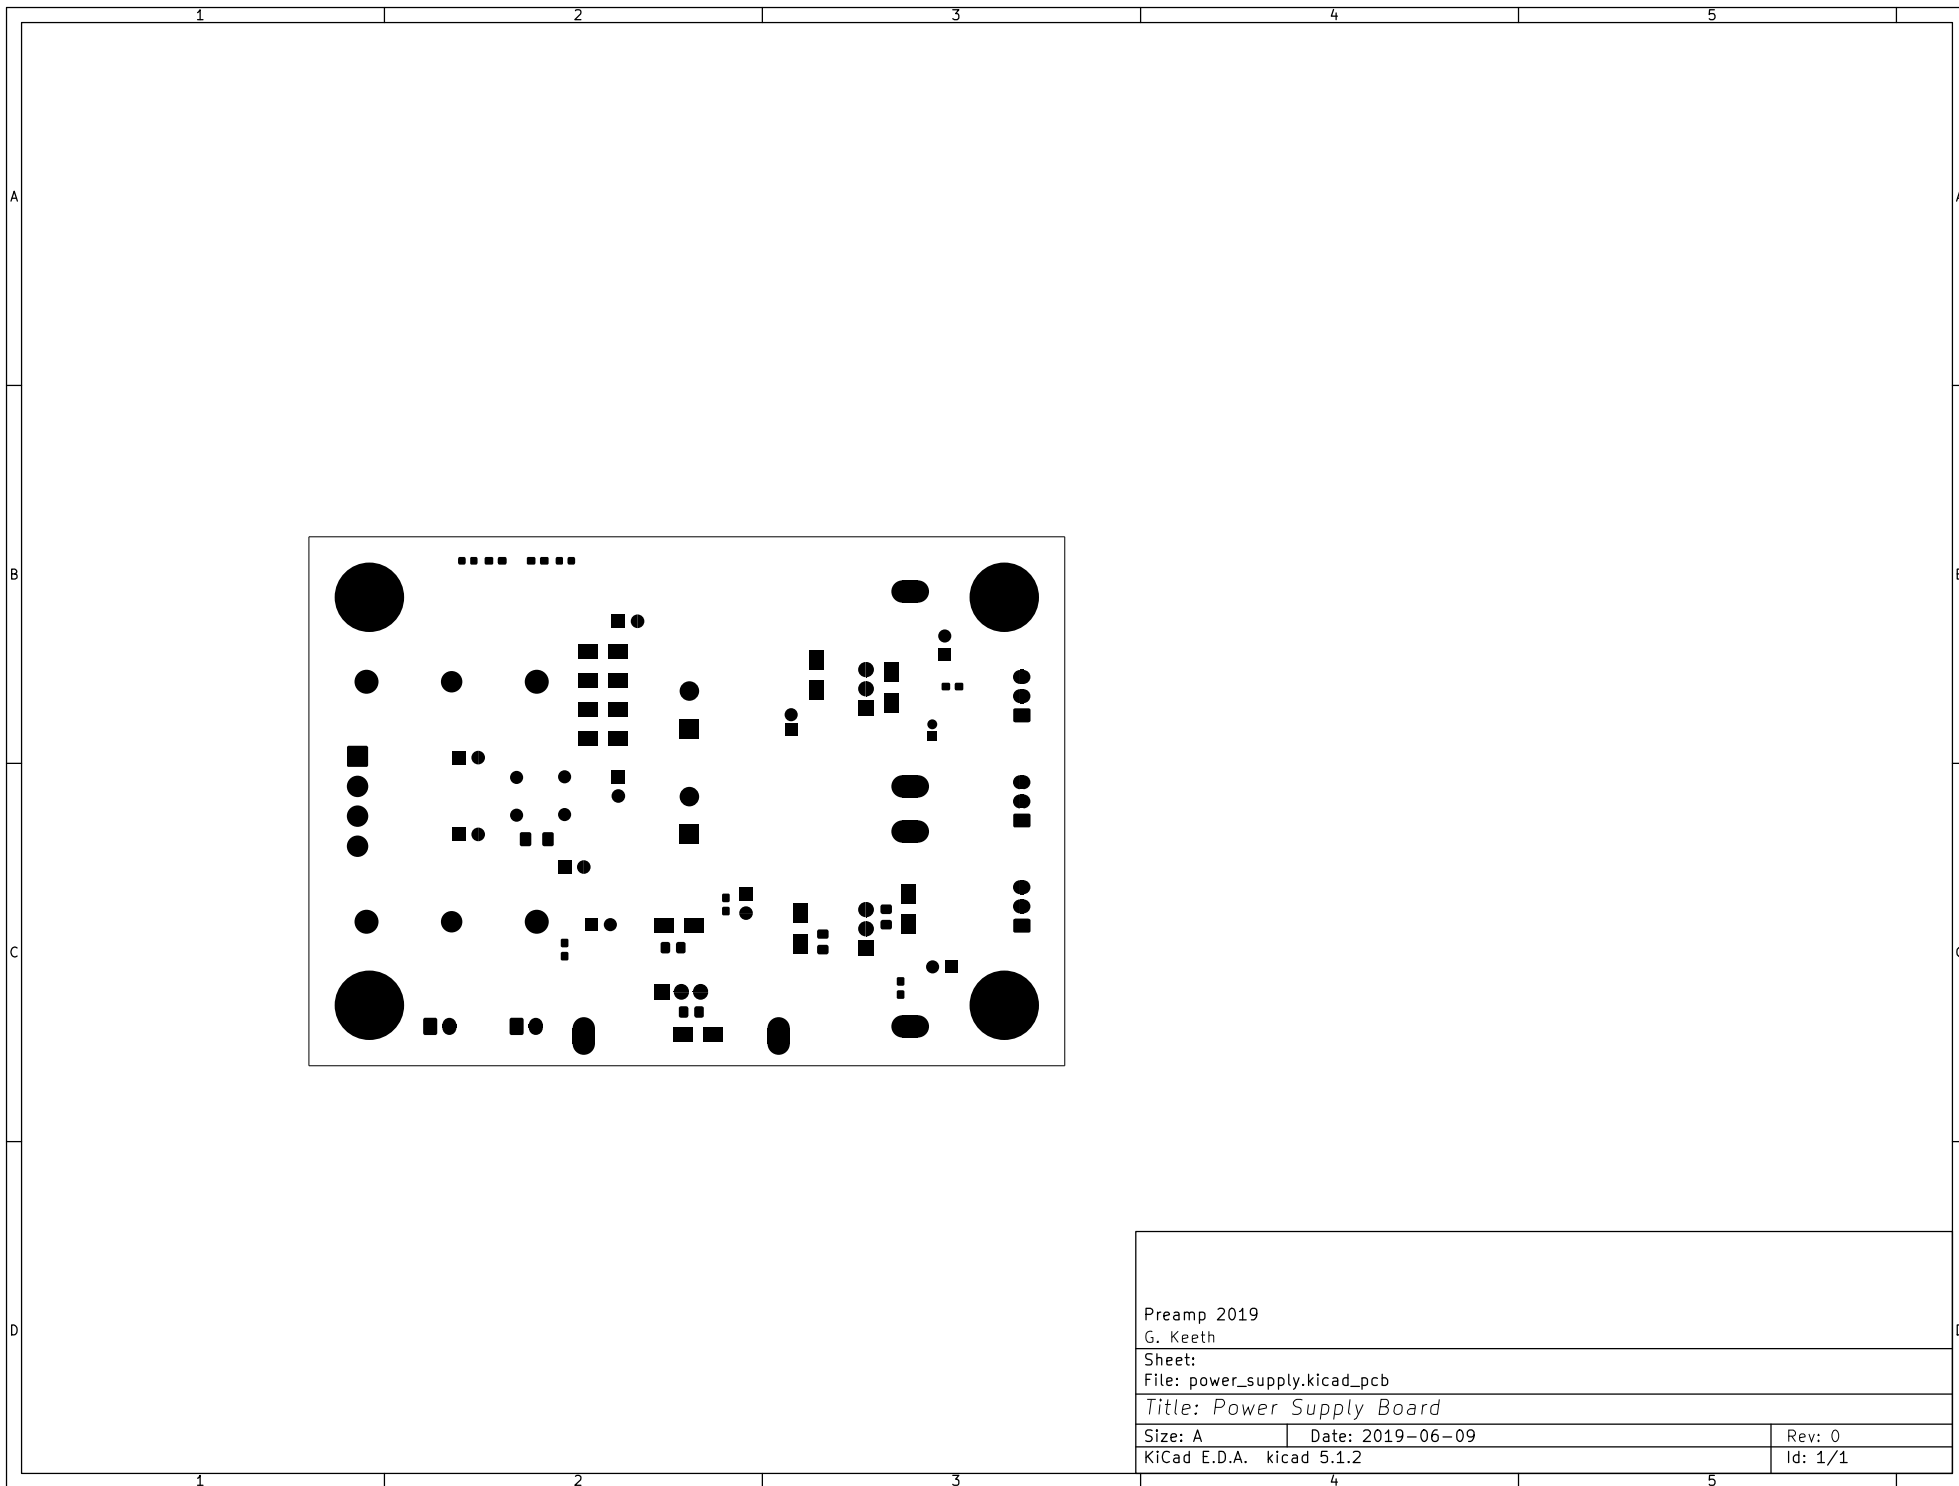 1 2 3 4 5
A A
B B
C C
D D
Preamp 2019
G. Keeth
Sheet:
File: power_supply.kicad_pcb
Title: Power Supply Board
Size: A Date: 2019-06-09 Rev: 0
KiCad E.D.A. kicad 5.1.2 Id: 1/1
1 2 3 4 5